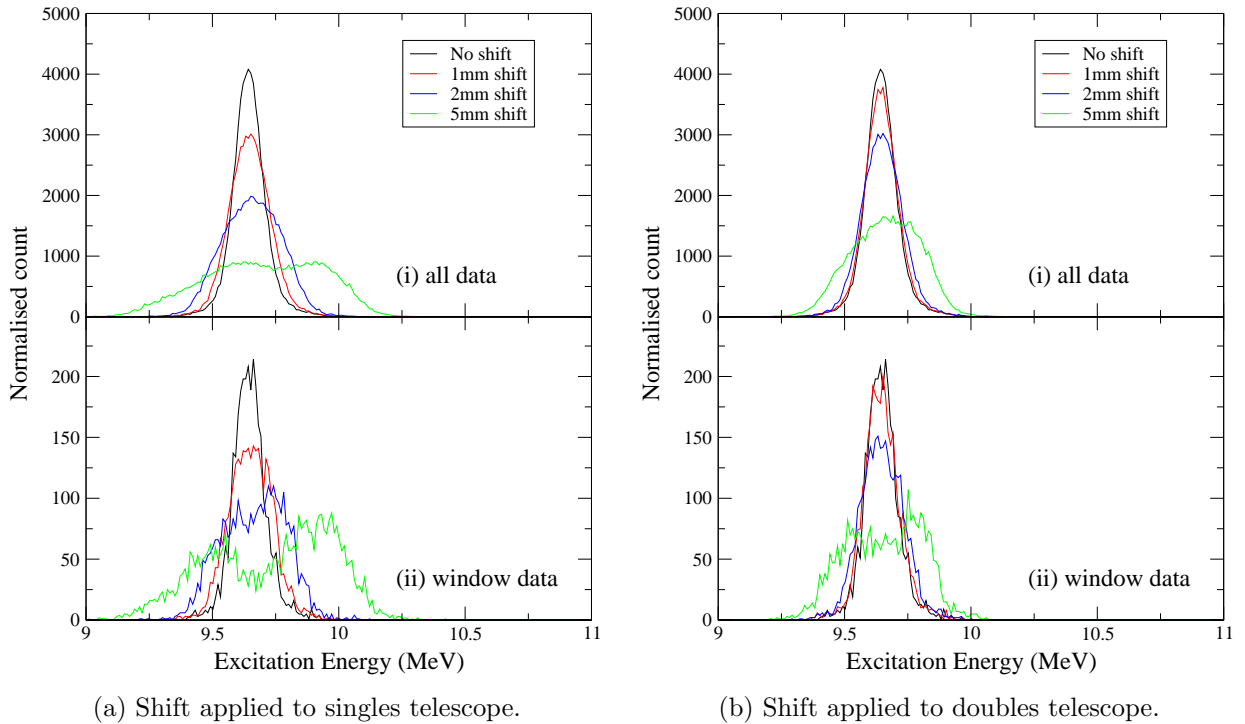 5000
4000
3000
2000
1000
0
Normalised count
No shift
1mm shift
2mm shift
5mm shift
(i) all data
200
150
100
50
0
(ii) window data
9 9.5 10 10.5 11
Excitation Energy (MeV)
(a) Shift applied to singles telescope.
5000
4000
3000
2000
1000
0
Normalised count
No shift
1mm shift
2mm shift
5mm shift
(i) all data
200
150
100
50
0
(ii) window data
9 9.5 10 10.5 11
Excitation Energy (MeV)
(b) Shift applied to doubles telescope.